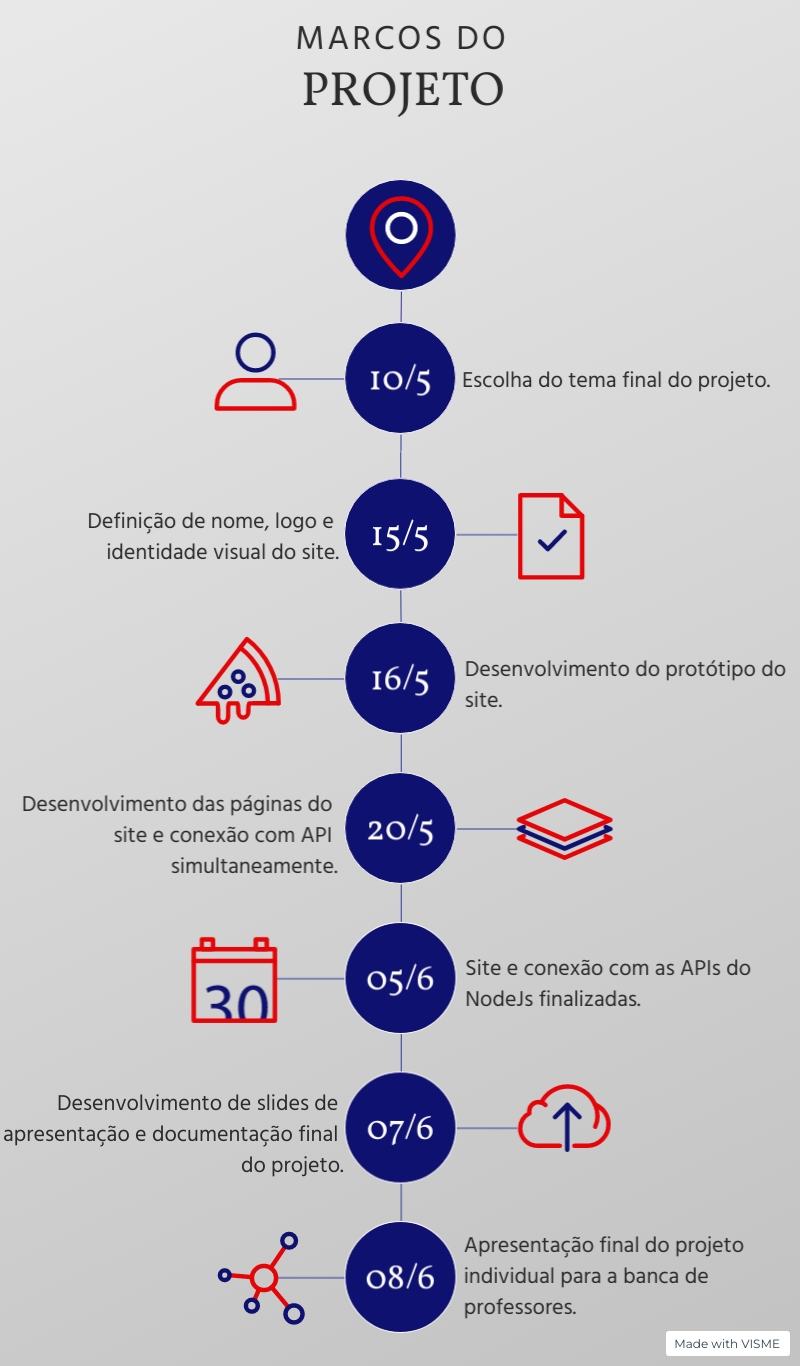 MARCOS DO
PROJETO
10/5
Escolha do tema final do projeto.
Definição de nome, logo e
identidade visual do site.
15/5
16/5
Desenvolvimento do protótipo do
site.
Desenvolvimento das páginas do
site e conexão com API
simultaneamente.
20/5
30
05/6
Site e conexão com as APIs do
NodeJs finalizadas.
Desenvolvimento de slides de
apresentação e documentação final
do projeto.
07/6
08/6
Apresentação final do projeto
individual para a banca de
professores.
Made with VISME